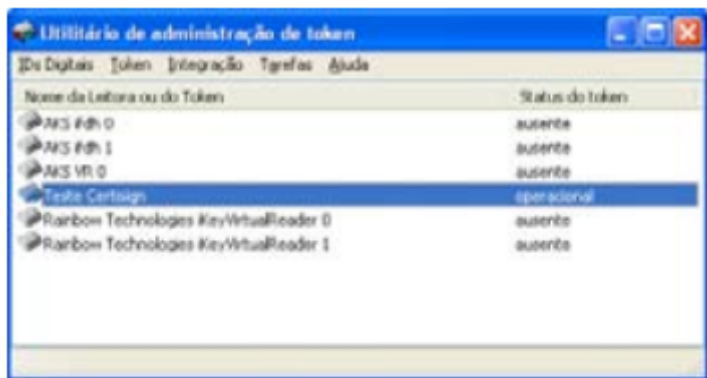 Utilitário de administração de token
IDs Digitais Token Integração Tarefas Ajuda
Nome da Leitora ou do Token Status do token
AKS ifdh 0 ausente
AKS ifdh 1 ausente
AKS VR 0 ausente
Teste Certisign operacional
Rainbow Technologies iKeyVirtualReader 0 ausente
Rainbow Technologies iKeyVirtualReader 1 ausente